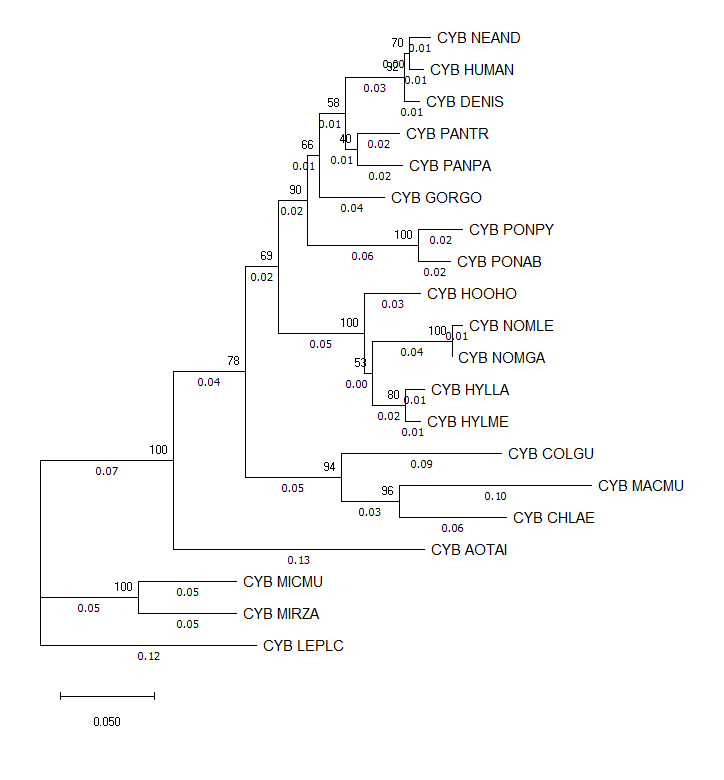 70
CYB NEAND
0.01
0.00
92
CYB HUMAN
0.01
0.03
58
CYB DENIS
0.01
0.01
40
CYB PANTR
0.02
66
0.01
0.01
CYB PANPA
0.02
90
CYB GORGO
0.02
0.04
100
CYB PONPY
0.02
69
0.06
CYB PONAB
0.02
0.02
CYB HOOHO
0.03
100
100
CYB NOMLE
0.01
0.05
0.04
CYB NOMGA
78
53
0.04
0.00
80
CYB HYLLA
0.01
0.02
CYB HYLME
0.01
100
0.07
94
CYB COLGU
0.09
0.05
96
CYB MACMU
0.10
0.03
CYB CHLAE
0.06
CYB AOTAI
0.13
100
CYB MICMU
0.05
0.05
CYB MIRZA
0.05
CYB LEPLC
0.12
0.050